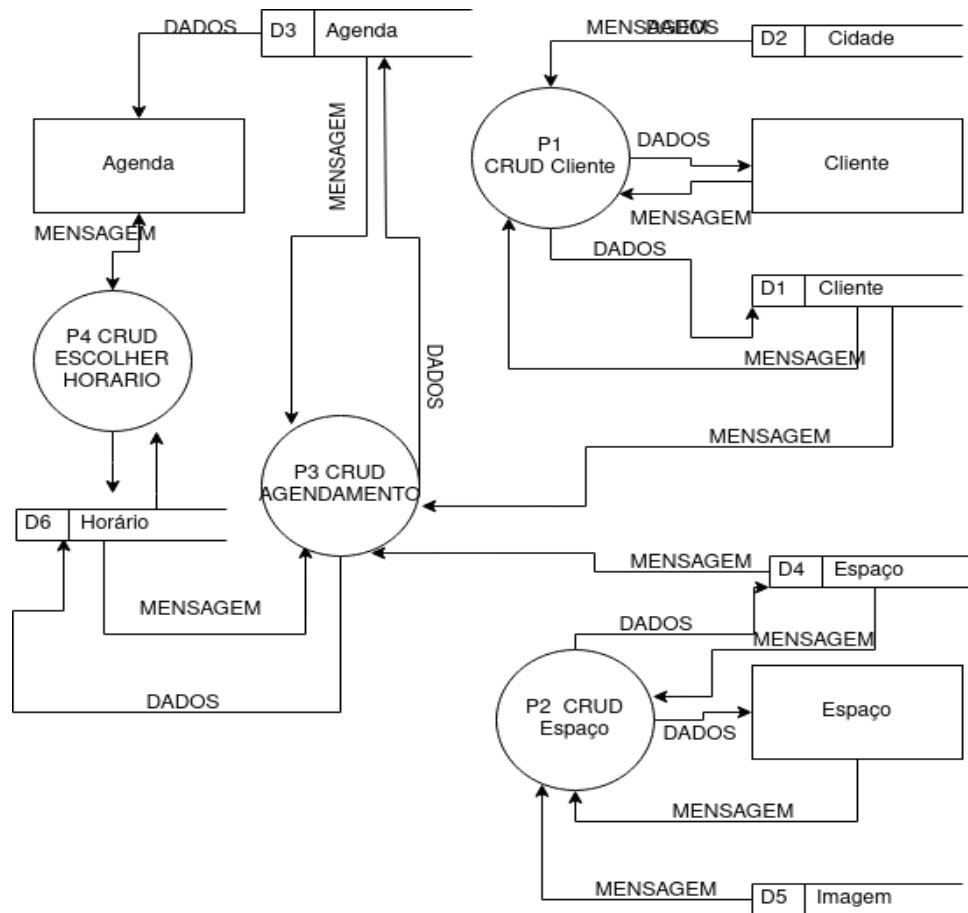 DADOS
D3 Agenda
MENSAGEM
DADOS
D2 Cidade
Agenda
MENSAGEM
P1
CRUD Cliente
DADOS
Cliente
MENSAGEM
MENSAGEM
DADOS
D1 Cliente
P4 CRUD
ESCOLHER
HORARIO
DADOS
MENSAGEM
MENSAGEM
P3 CRUD
AGENDAMENTO
D6 Horário
MENSAGEM
D4 Espaço
MENSAGEM
DADOS
MENSAGEM
DADOS
P2 CRUD
Espaço
DADOS
Espaço
MENSAGEM
MENSAGEM
D5 Imagem